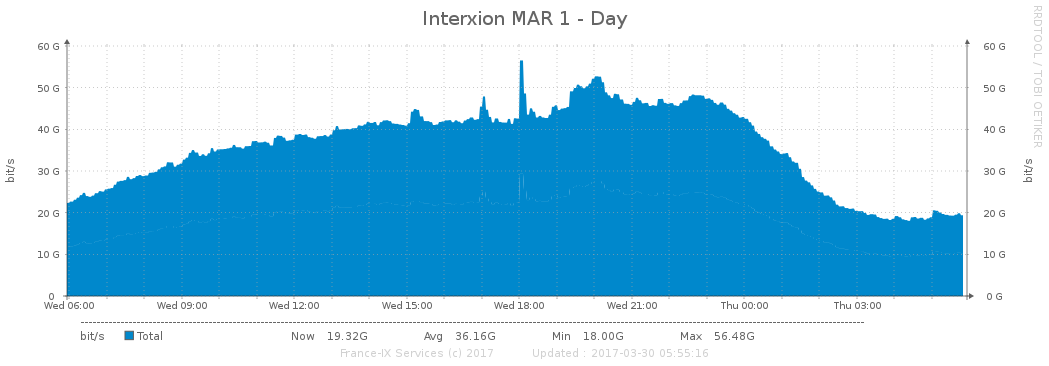 Interxion MAR 1 - Day
RRDTOOL / TOBI OETIKER
60 G 60 G
50 G 50 G
40 G 40 G
30 G 30 G
20 G 20 G
10 G 10 G
0 0 G
bit/s bit/s
Wed 06:00 Wed 09:00 Wed 12:00 Wed 15:00 Wed 18:00 Wed 21:00 Thu 00:00 Thu 03:00
bit/s Total Now 19.32G Avg 36.16G Min 18.00G Max 56.48G
France-IX Services (c) 2017 Updated : 2017-03-30 05:55:16